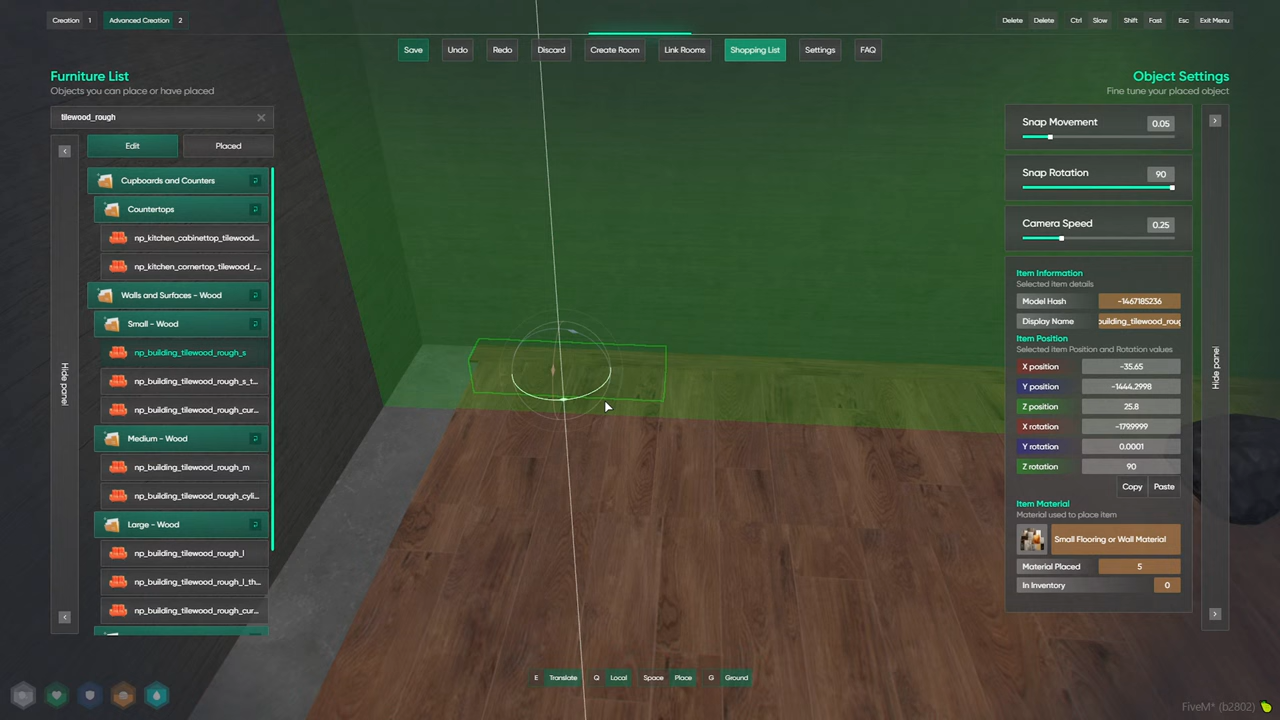 Creation 1 Advanced Creation 2
Delete Delete Ctrl Slow Shift Fast Esc Exit Menu
Save Undo Redo Discard Create Room Link Rooms Shopping List Settings FAQ
Furniture List
Objects you can place or have placed
tilewood_rough
Edit Placed
Hide panel
Cupboards and Counters
Countertops
np_kitchen_cabinettop_tilewood...
np_kitchen_cornertop_tilewood_r...
Walls and Surfaces - Wood
Small - Wood
np_building_tilewood_rough_s
np_building_tilewood_rough_s_t...
np_building_tilewood_rough_cur...
Medium - Wood
np_building_tilewood_rough_m
np_building_tilewood_rough_cyli...
Large - Wood
np_building_tilewood_rough_l
np_building_tilewood_rough_l_th...
np_building_tilewood_rough_cur...
Object Settings
Fine tune your placed object
Snap Movement 0.05
Snap Rotation 90
Camera Speed 0.25
Item Information
Selected item details
Model Hash -1467185236
Display Name building_tilewood_roug
Item Position
Selected item Position and Rotation values
X position -35.65
Y position -1444.2998
Z position 25.8
X rotation -179.9999
Y rotation 0.0001
Z rotation 90
Copy Paste
Item Material
Material used to place item
Small Flooring or Wall Material
Material Placed 5
In Inventory 0
Hide panel
E Translate Q Local Space Place G Ground
FiveM* (b2802)